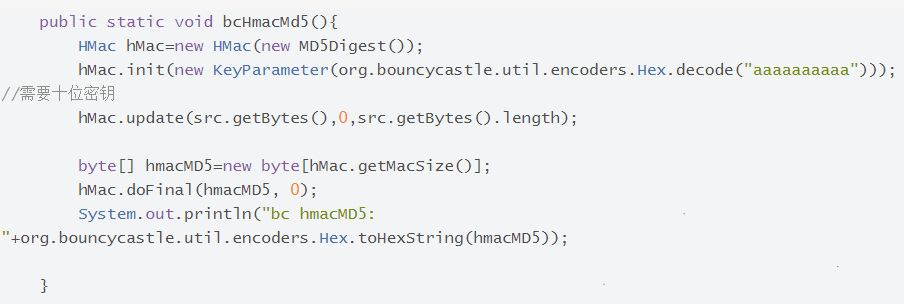 public static void bcHmacMd5(){
HMac hMac=new HMac(new MD5Digest());
hMac.init(new KeyParameter(org.bouncycastle.util.encoders.Hex.decode("aaaaaaaaaa")));
//需要十位密钥
hMac.update(src.getBytes(),0,src.getBytes().length);
byte[] hmacMD5=new byte[hMac.getMacSize()];
hMac.doFinal(hmacMD5, 0);
System.out.println("bc hmacMD5:
"+org.bouncycastle.util.encoders.Hex.toHexString(hmacMD5));
}